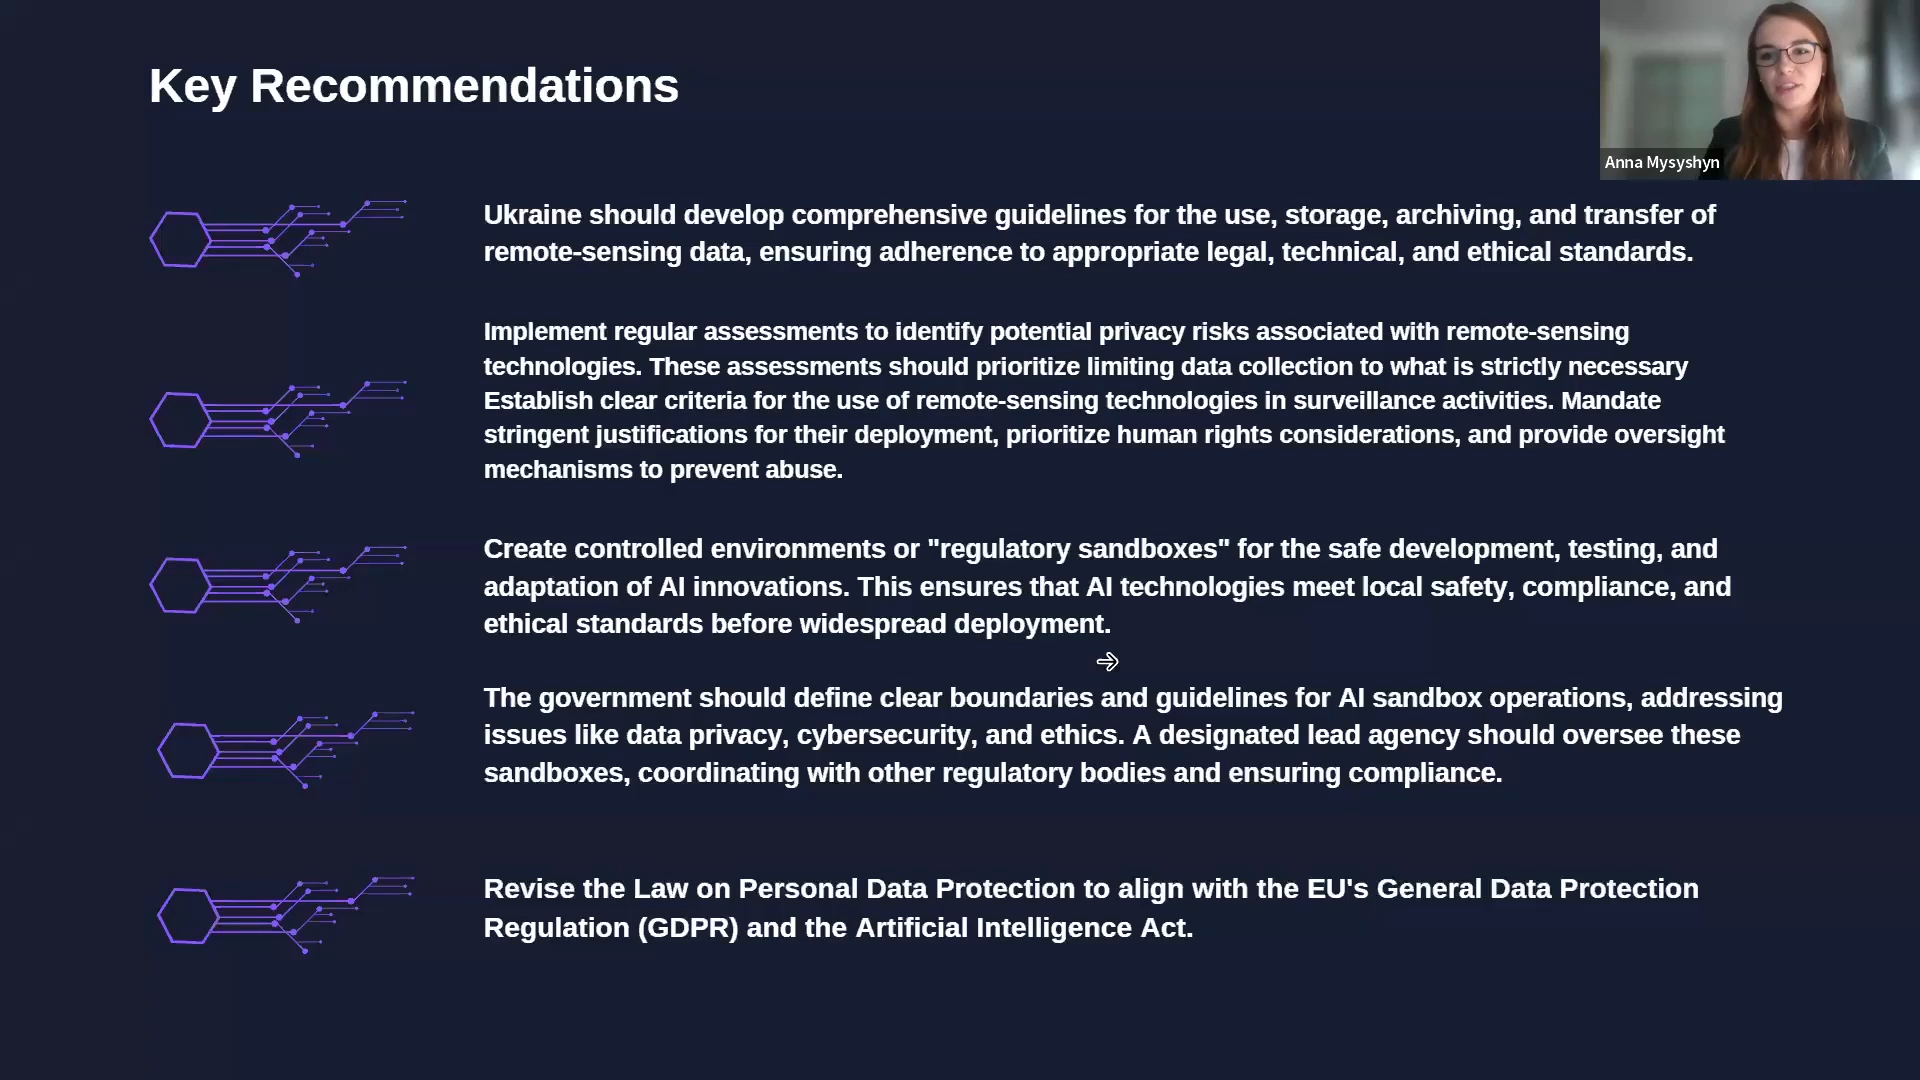 Key Recommendations
Anna Mysyshyn
Ukraine should develop comprehensive guidelines for the use, storage, archiving, and transfer of
remote-sensing data, ensuring adherence to appropriate legal, technical, and ethical standards.
Implement regular assessments to identify potential privacy risks associated with remote-sensing
technologies. These assessments should prioritize limiting data collection to what is strictly necessary
Establish clear criteria for the use of remote-sensing technologies in surveillance activities. Mandate
stringent justifications for their deployment, prioritize human rights considerations, and provide oversight
mechanisms to prevent abuse.
Create controlled environments or "regulatory sandboxes" for the safe development, testing, and
adaptation of AI innovations. This ensures that AI technologies meet local safety, compliance, and
ethical standards before widespread deployment.
The government should define clear boundaries and guidelines for AI sandbox operations, addressing
issues like data privacy, cybersecurity, and ethics. A designated lead agency should oversee these
sandboxes, coordinating with other regulatory bodies and ensuring compliance.
Revise the Law on Personal Data Protection to align with the EU's General Data Protection
Regulation (GDPR) and the Artificial Intelligence Act.